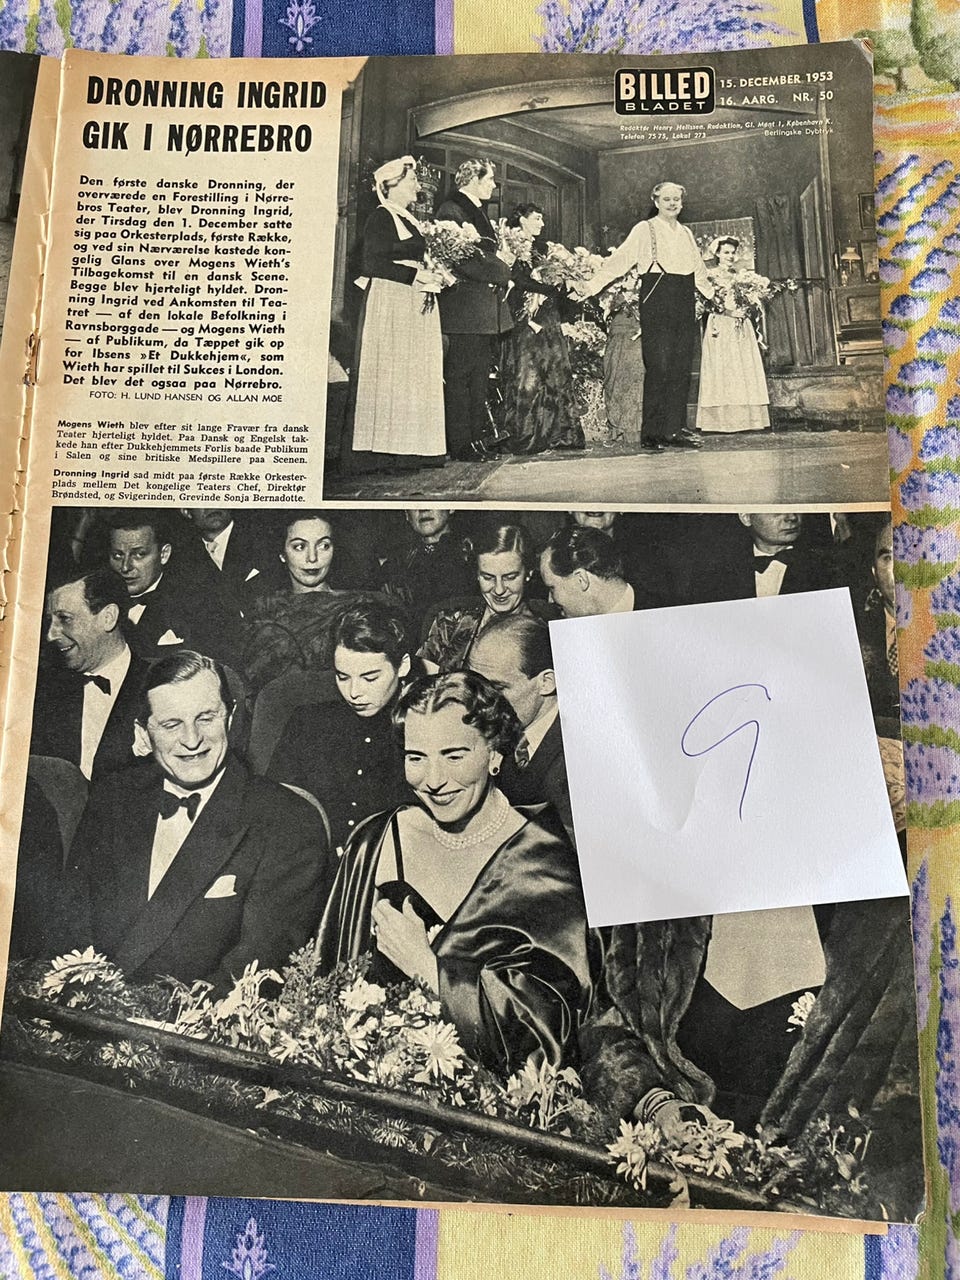 DRONNING INGRID
GIK I NØRREBRO
Den første danske Dronning, der
overværede en Forestilling i Nørre-
bros Teater, blev Dronning Ingrid,
der Tirsdag den 1. December satte
sig paa Orkesterplads, første Række,
og ved sin Nærværelse kastede kon-
gelig Glans over Mogens Wieth's
Tilbagekomst til en dansk Scene.
Begge blev hjerteligt hyldet. Dron-
ning Ingrid ved Ankomsten til Tea-
tret — af den lokale Befolkning i
Ravnsborggade — og Mogens Wieth
— af Publikum, da Tæppet gik op
for Ibsens »Et Dukkehjem«, som
Wieth har spillet til Sukces i London.
Det blev det ogsaa paa Nørrebro.
FOTO: H. LUND HANSEN OG ALLAN MOE
Mogens Wieth blev efter sit lange Fravær fra dansk
Teater hjerteligt hyldet. Paa Dansk og Engelsk tak-
kede han efter Dukkehjemmets Forlis baade Publikum
i Salen og sine britiske Medspillere paa Scenen.
Dronning Ingrid sad midt paa første Række Orkester-
plads mellem Det kongelige Teaters Chef, Direktør
Brøndsted, og Svigerinden, Grevinde Sonja Bernadotte.
BILLED
BLADET
15. DECEMBER 1953
16. AARG. NR. 50
Redaktør Henry Hellssen. Redaktion, Gl. Mønt 1, København K.
Telefon 7575, Lokal 273
Berlingske Dybtryk
9